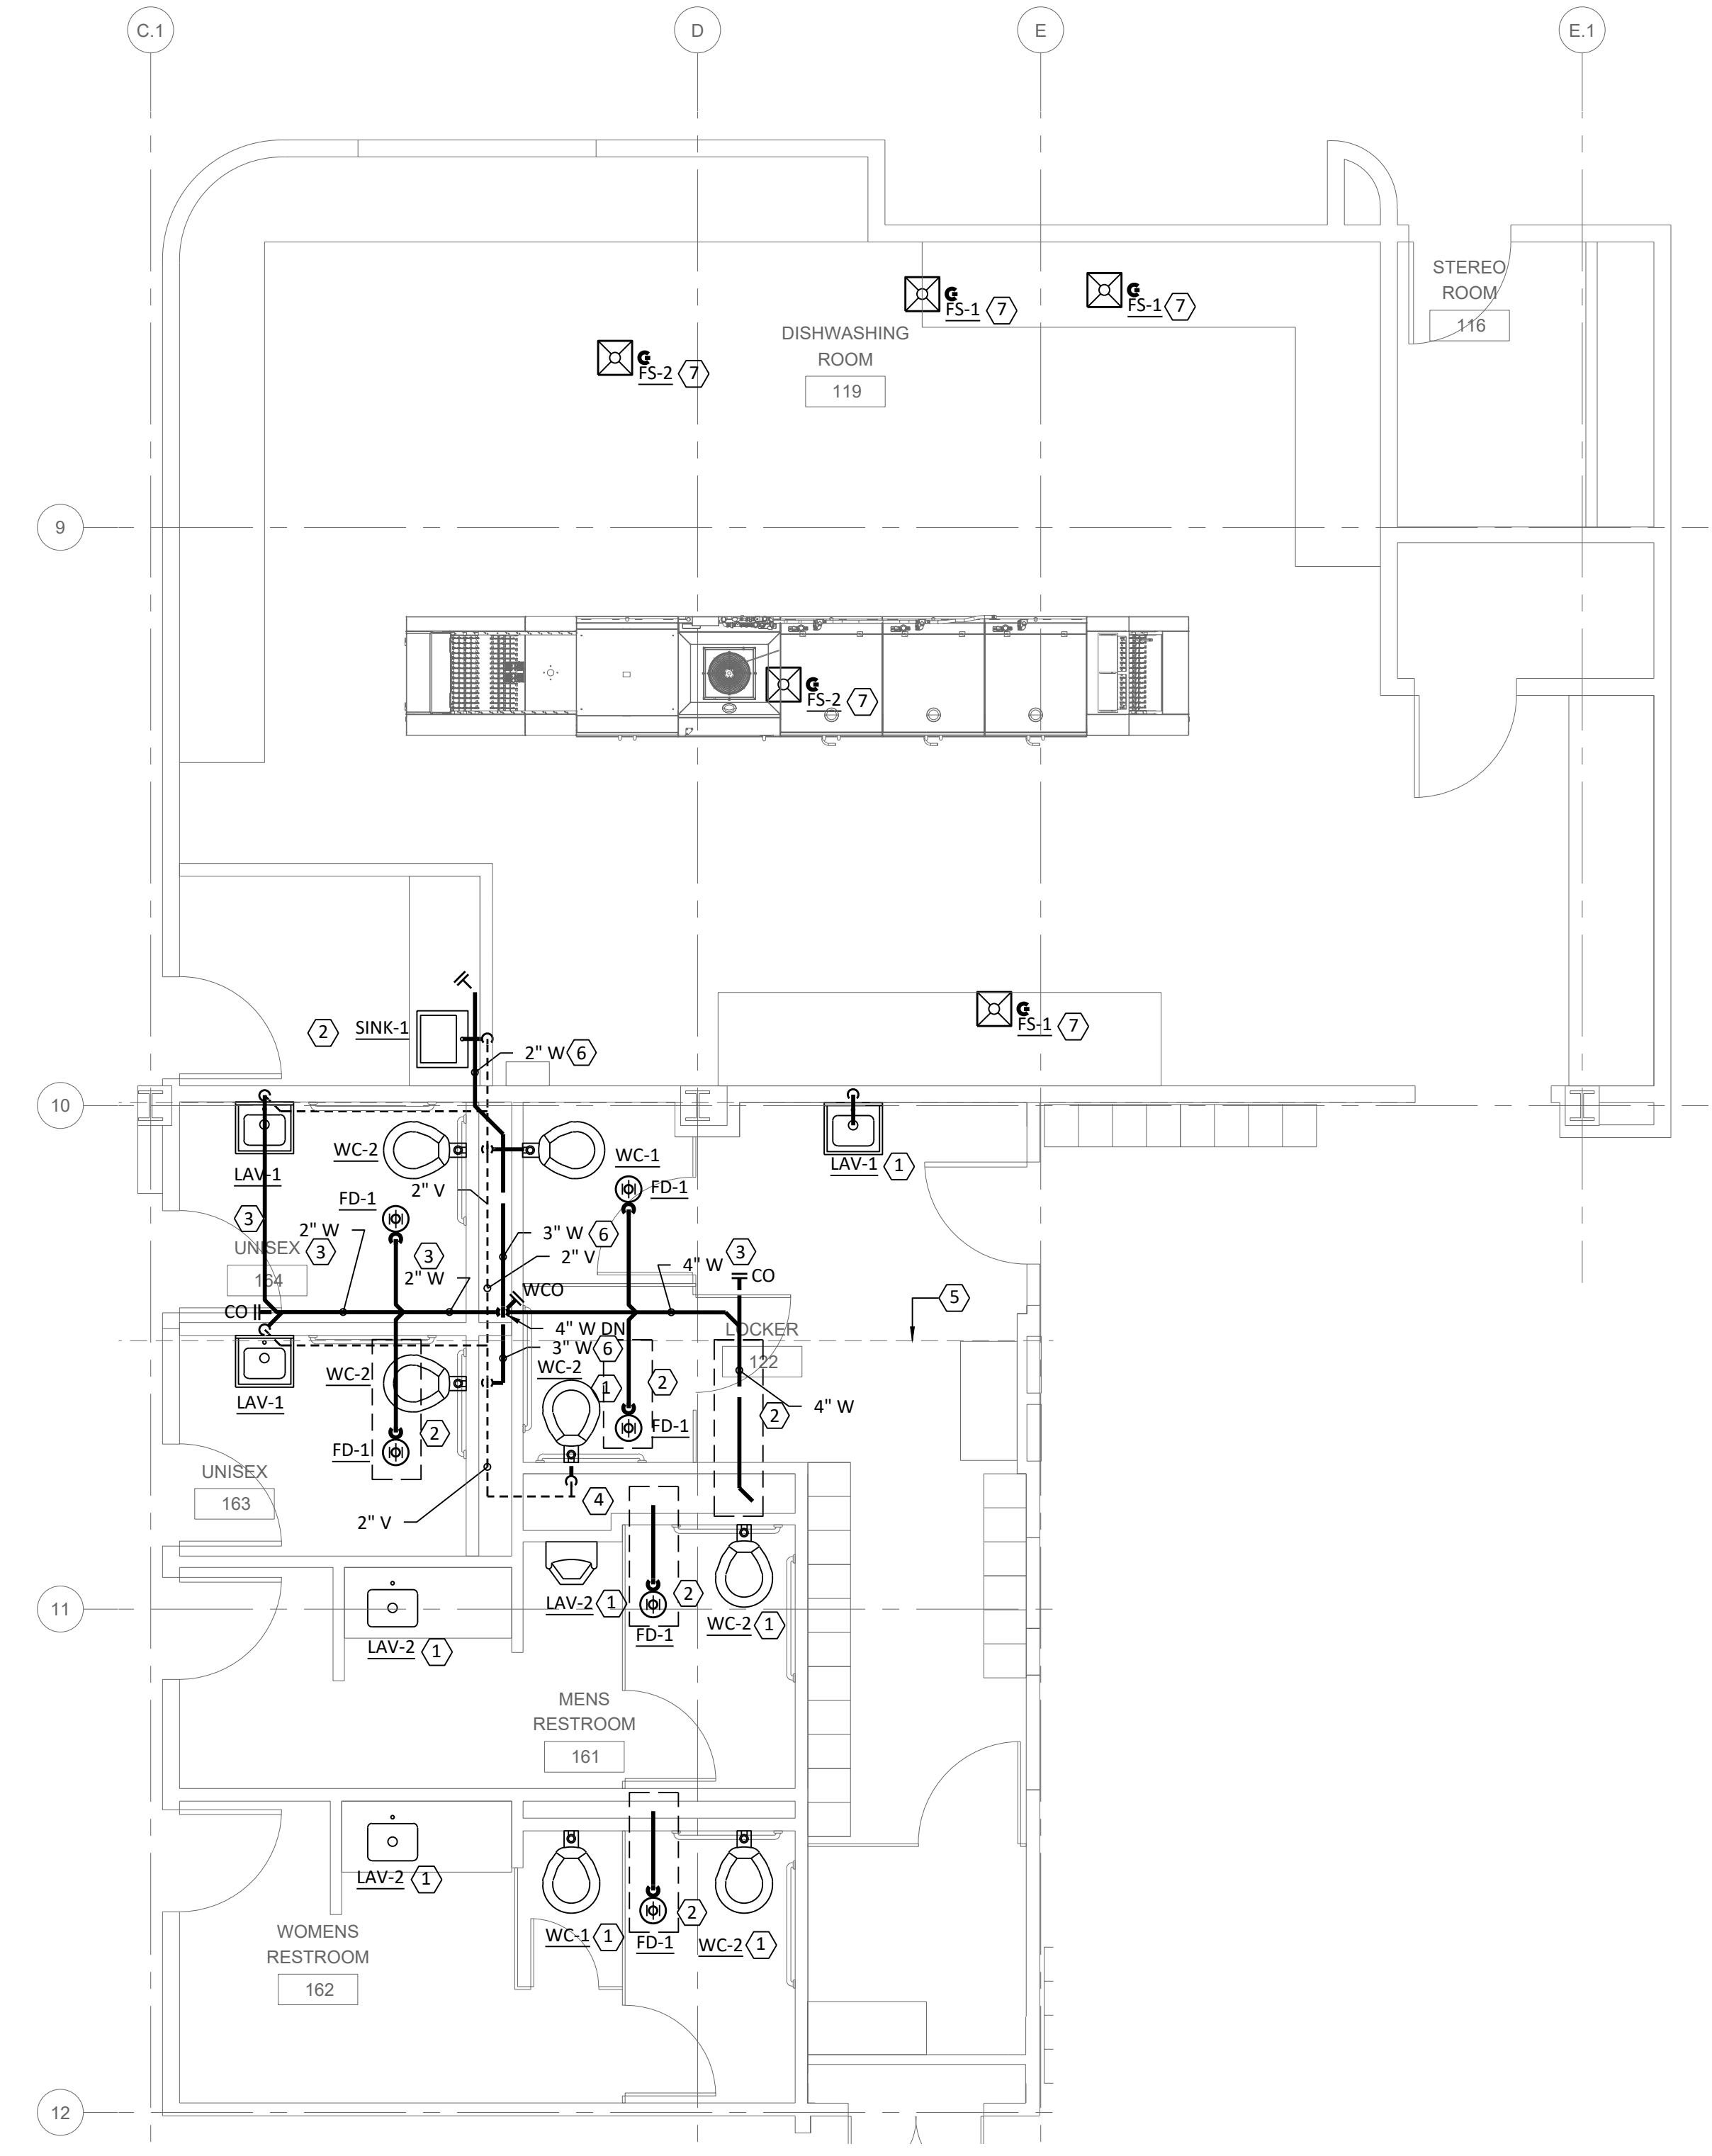 C.1
D
E
E.1
STEREO
ROOM
116
FS-1 7
FS-1 7
DISHWASHING
ROOM
119
FS-2 7
9
FS-2 7
FS-1 7
2 SINK-1
2" W 6
10
LAV-1
WC-2
WC-1
LAV-1 1
2" V
FD-1
FD-1
3
2" W
3
3
3" W 6
2" V
UNISEX
164
2" W
4" W
3
CO
WCO
CO
5
4" W DN
3" W 6
LOCKER
122
WC-2
WC-2
1
2
LAV-1
4" W
2
FD-1
2
FD-1
UNISEX
163
4
2" V
11
LAV-2 1
2
WC-2 1
FD-1
LAV-2 1
MENS
RESTROOM
161
LAV-2 1
2
WC-1 1
FD-1
WC-2 1
WOMENS
RESTROOM
162
12